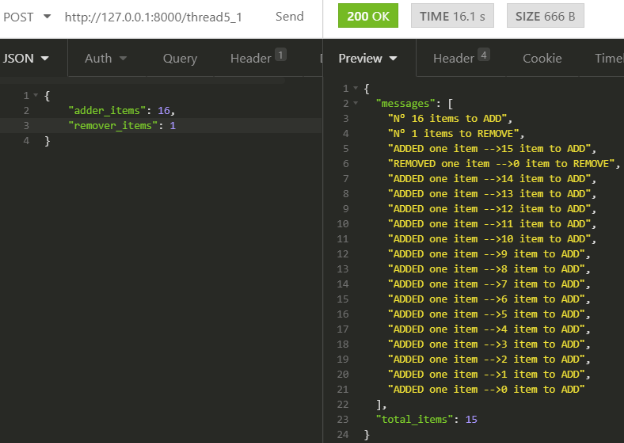 POST ▼ http://127.0.0.1:8000/thread5_1 Send
200 OK TIME 16.1 s SIZE 666 B
JSON ▼ Auth ▼ Query Header 1
Preview ▼ Header 4 Cookie Timel
1 {
2 "adder_items": 16,
3 "remover_items": 1
4 }
1 {
2 "messages": [
3 "Nº 16 items to ADD",
4 "Nº 1 items to REMOVE",
5 "ADDED one item -->15 item to ADD",
6 "REMOVED one item -->0 item to REMOVE",
7 "ADDED one item -->14 item to ADD",
8 "ADDED one item -->13 item to ADD",
9 "ADDED one item -->12 item to ADD",
10 "ADDED one item -->11 item to ADD",
11 "ADDED one item -->10 item to ADD",
12 "ADDED one item -->9 item to ADD",
13 "ADDED one item -->8 item to ADD",
14 "ADDED one item -->7 item to ADD",
15 "ADDED one item -->6 item to ADD",
16 "ADDED one item -->5 item to ADD",
17 "ADDED one item -->4 item to ADD",
18 "ADDED one item -->3 item to ADD",
19 "ADDED one item -->2 item to ADD",
20 "ADDED one item -->1 item to ADD",
21 "ADDED one item -->0 item to ADD"
22 ],
23 "total_items": 15
24 }